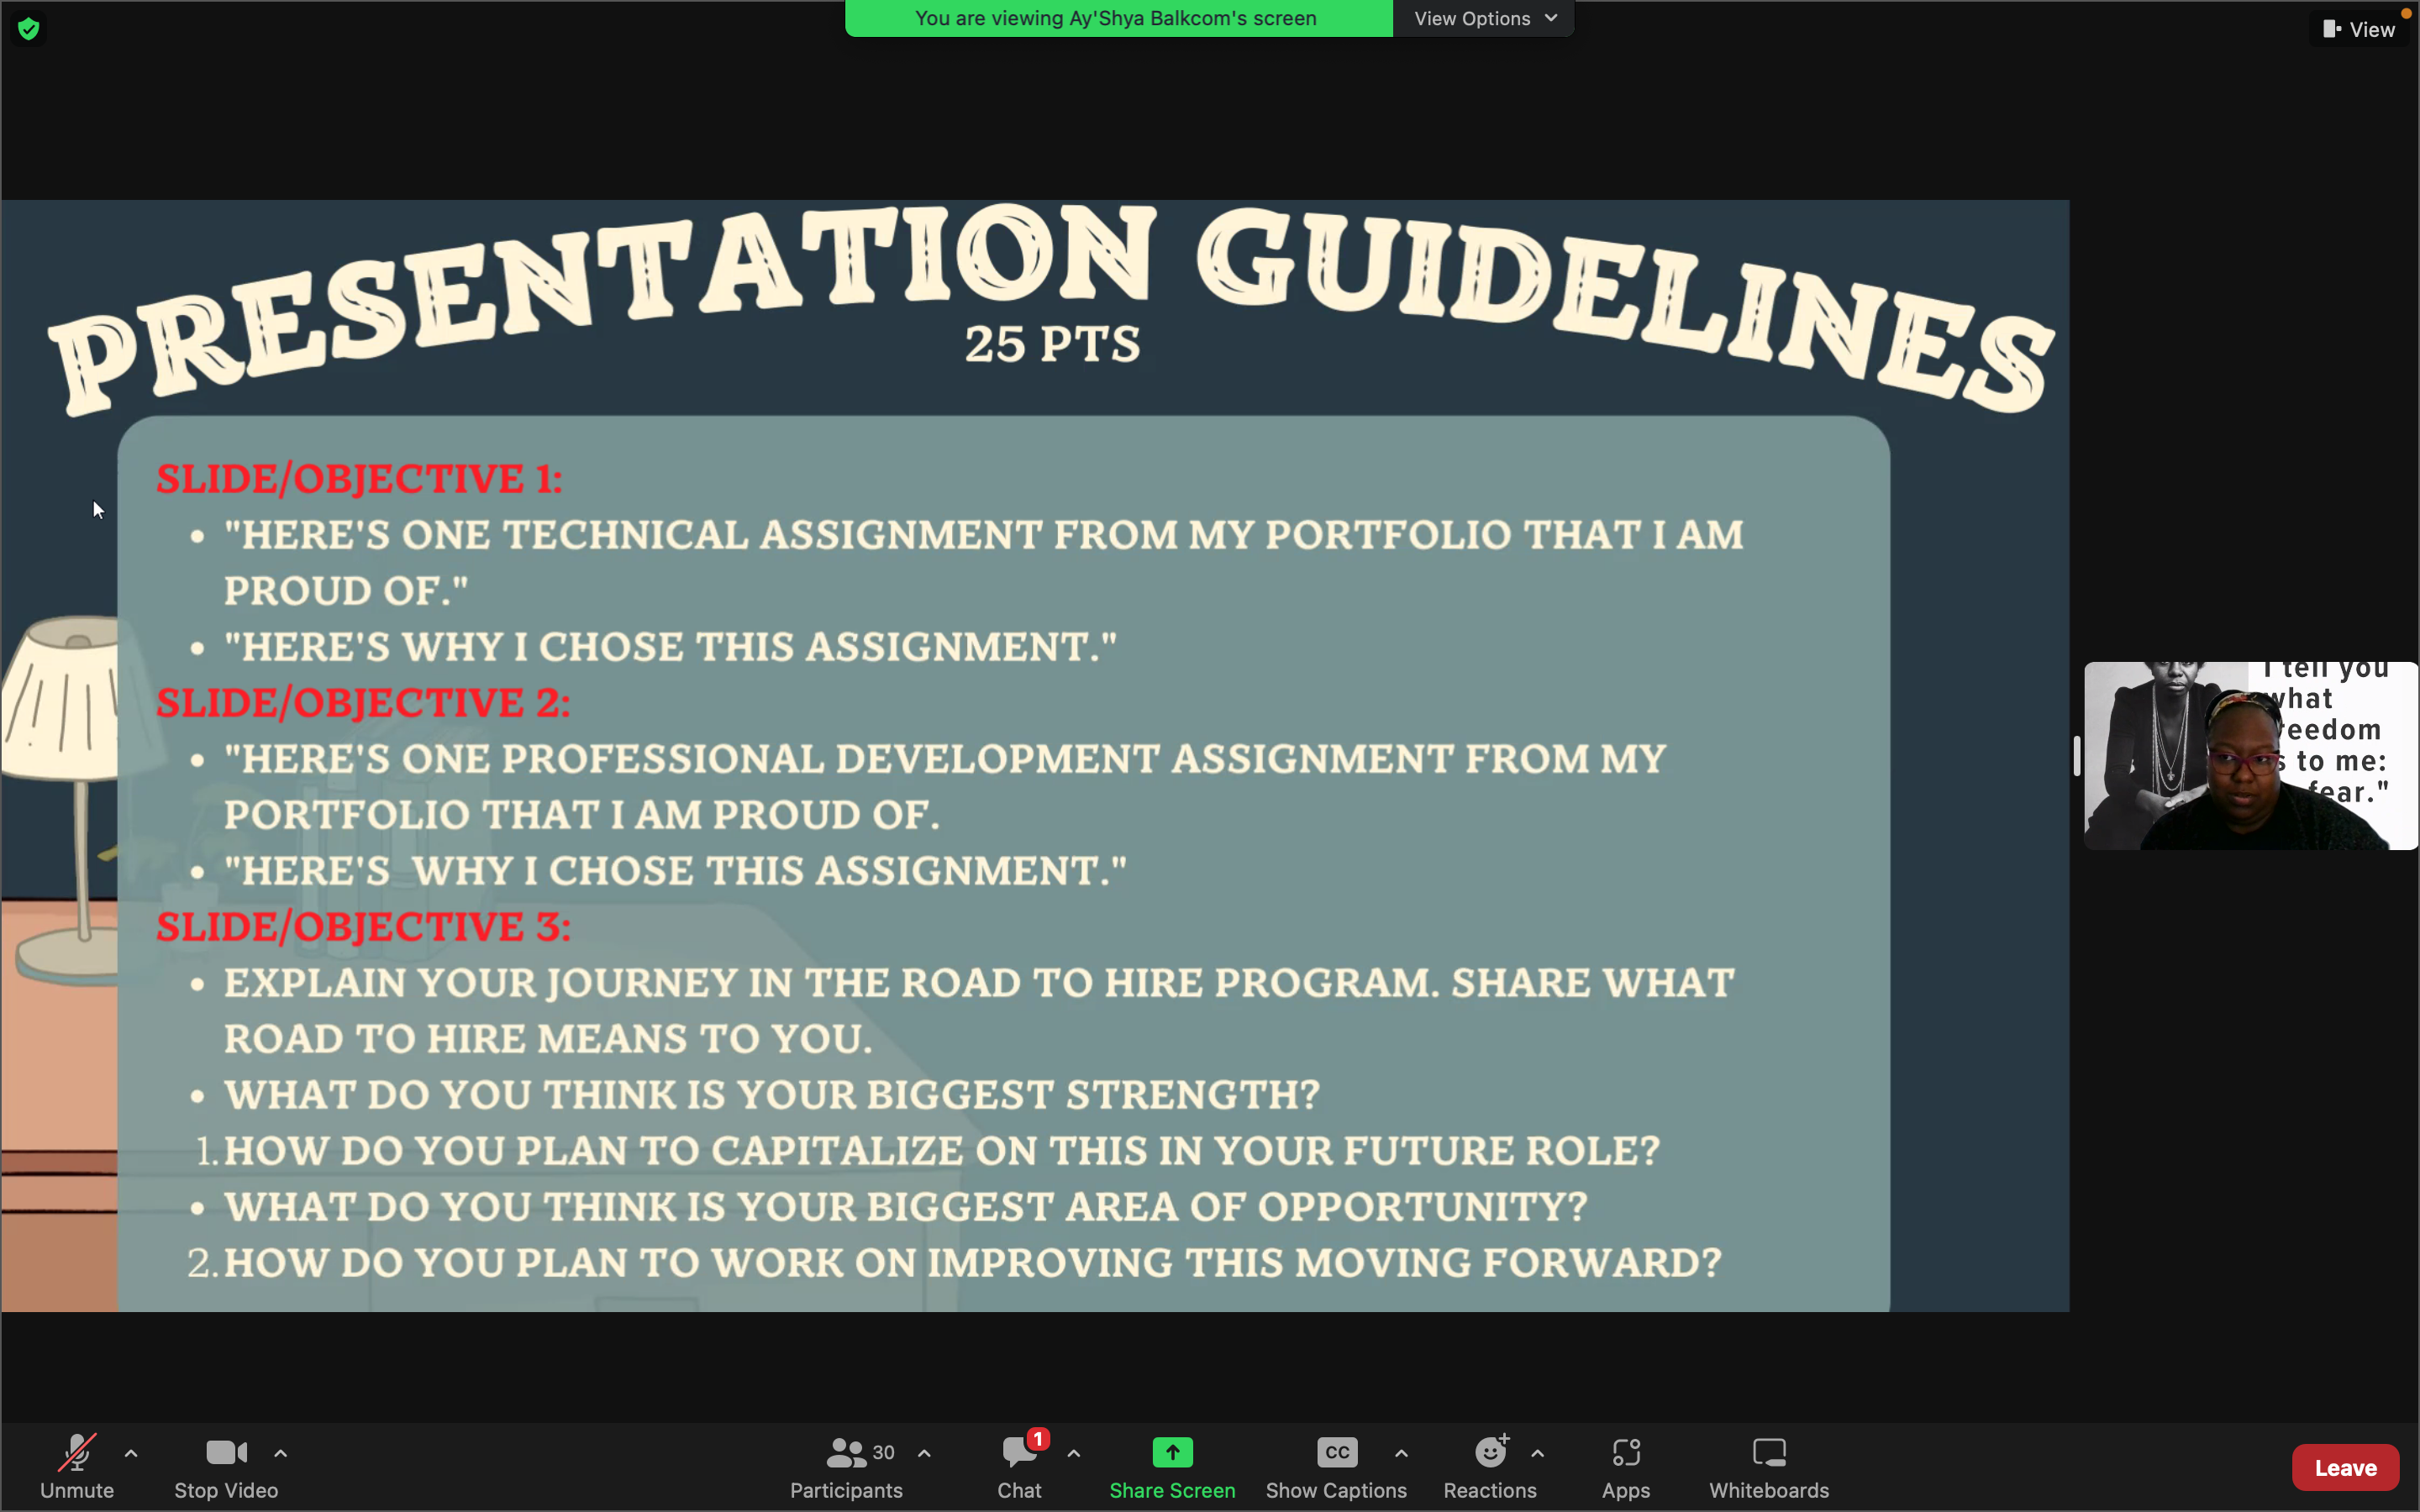 You are viewing Ay'Shya Balkcom's screen
View Options
View
PRESENTATION GUIDELINES
25 PTS
SLIDE/OBJECTIVE 1:
• "HERE'S ONE TECHNICAL ASSIGNMENT FROM MY PORTFOLIO THAT I AM
PROUD OF."
• "HERE'S WHY I CHOSE THIS ASSIGNMENT."
SLIDE/OBJECTIVE 2:
• "HERE'S ONE PROFESSIONAL DEVELOPMENT ASSIGNMENT FROM MY
PORTFOLIO THAT I AM PROUD OF.
• "HERE'S  WHY I CHOSE THIS ASSIGNMENT."
SLIDE/OBJECTIVE 3:
• EXPLAIN YOUR JOURNEY IN THE ROAD TO HIRE PROGRAM. SHARE WHAT
ROAD TO HIRE MEANS TO YOU.
• WHAT DO YOU THINK IS YOUR BIGGEST STRENGTH?
1. HOW DO YOU PLAN TO CAPITALIZE ON THIS IN YOUR FUTURE ROLE?
• WHAT DO YOU THINK IS YOUR BIGGEST AREA OF OPPORTUNITY?
2. HOW DO YOU PLAN TO WORK ON IMPROVING THIS MOVING FORWARD?
I tell you
what
to me:
fear."
Unmute
Stop Video
30
Participants
1
Chat
Share Screen
CC
Show Captions
Reactions
Apps
Whiteboards
Leave